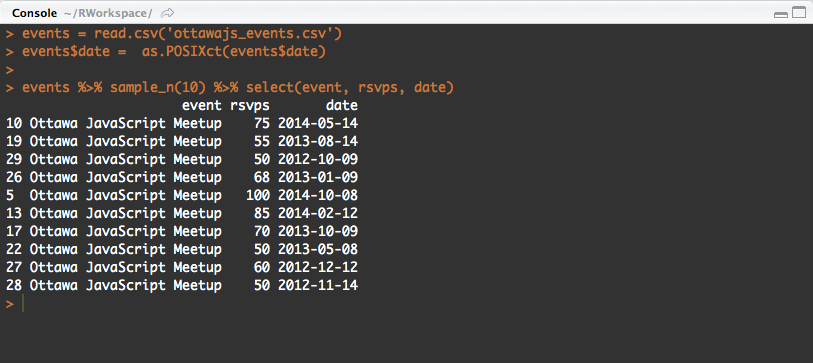 Console ~/RWorkspace/
> events = read.csv('ottawajs_events.csv')
> events$date =  as.POSIXct(events$date)
>
> events %>% sample_n(10) %>% select(event, rsvps, date)
                      event rsvps       date
10 Ottawa JavaScript Meetup    75 2014-05-14
19 Ottawa JavaScript Meetup    55 2013-08-14
29 Ottawa JavaScript Meetup    50 2012-10-09
26 Ottawa JavaScript Meetup    68 2013-01-09
5  Ottawa JavaScript Meetup   100 2014-10-08
13 Ottawa JavaScript Meetup    85 2014-02-12
17 Ottawa JavaScript Meetup    70 2013-10-09
22 Ottawa JavaScript Meetup    50 2013-05-08
27 Ottawa JavaScript Meetup    60 2012-12-12
28 Ottawa JavaScript Meetup    50 2012-11-14
>